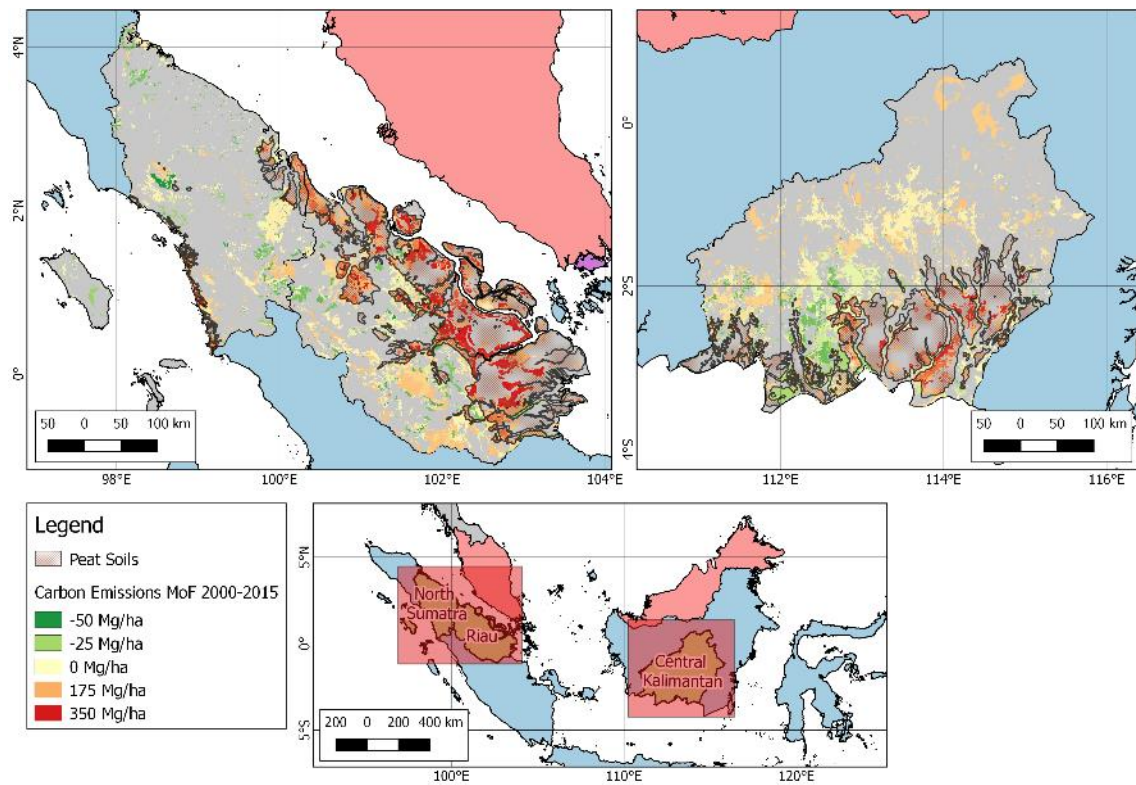 4°N
2°N
0°
50 0 50 100 km
98°E 100°E 102°E 104°E
0°
2°S
4°S
50 0 50 100 km
112°E 114°E 116°E
Legend
Peat Soils
Carbon Emissions MoF 2000-2015
-50 Mg/ha
-25 Mg/ha
0 Mg/ha
175 Mg/ha
350 Mg/ha
5°N
0°
5°S
North
Sumatra
Riau
Central
Kalimantan
200 0 200 400 km
100°E 110°E 120°E